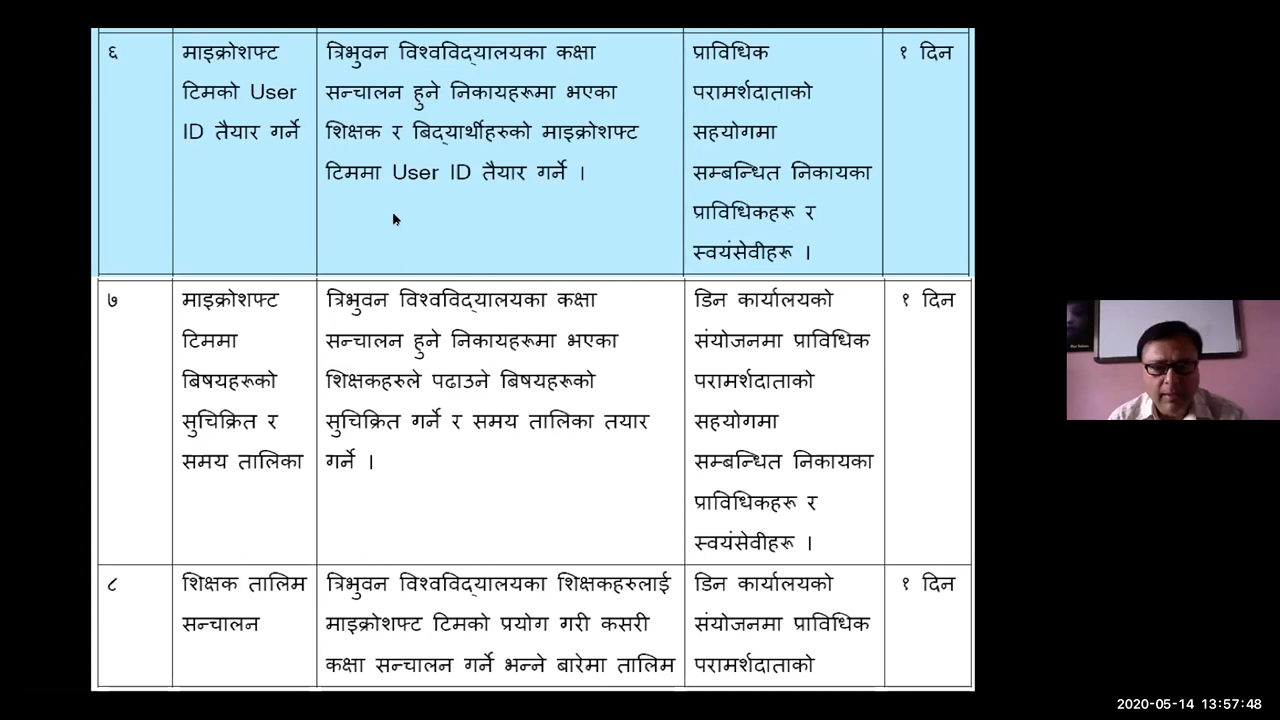 ६
माइक्रोशफ्ट
टिमको User
ID तैयार गर्ने
त्रिभुवन विश्वविद्यालयका कक्षा
सन्चालन हुने निकायहरूमा भएका
शिक्षक र बिद्यार्थीहरुको माइक्रोशफ्ट
टिममा User ID तैयार गर्ने ।
प्राविधिक
परामर्शदाताको
सहयोगमा
सम्बन्धित निकायका
प्राविधिकहरू र
स्वयंसेवीहरू ।
१ दिन
७
माइक्रोशफ्ट
टिममा
बिषयहरूको
सुचिक्रित र
समय तालिका
त्रिभुवन विश्वविद्यालयका कक्षा
सन्चालन हुने निकायहरूमा भएका
शिक्षकहरुले पढाउने बिषयहरूको
सुचिक्रित गर्ने र समय तालिका तयार
गर्ने ।
डिन कार्यालयको
संयोजनमा प्राविधिक
परामर्शदाताको
सहयोगमा
सम्बन्धित निकायका
प्राविधिकहरू र
स्वयंसेवीहरू ।
१ दिन
८
शिक्षक तालिम
सन्चालन
त्रिभुवन विश्वविद्यालयका शिक्षकहरुलाई
माइक्रोशफ्ट टिमको प्रयोग गरी कसरी
कक्षा सन्चालन गर्ने भन्ने बारेमा तालिम
डिन कार्यालयको
संयोजनमा प्राविधिक
परामर्शदाताको
१ दिन
2020-05-14 13:57:48